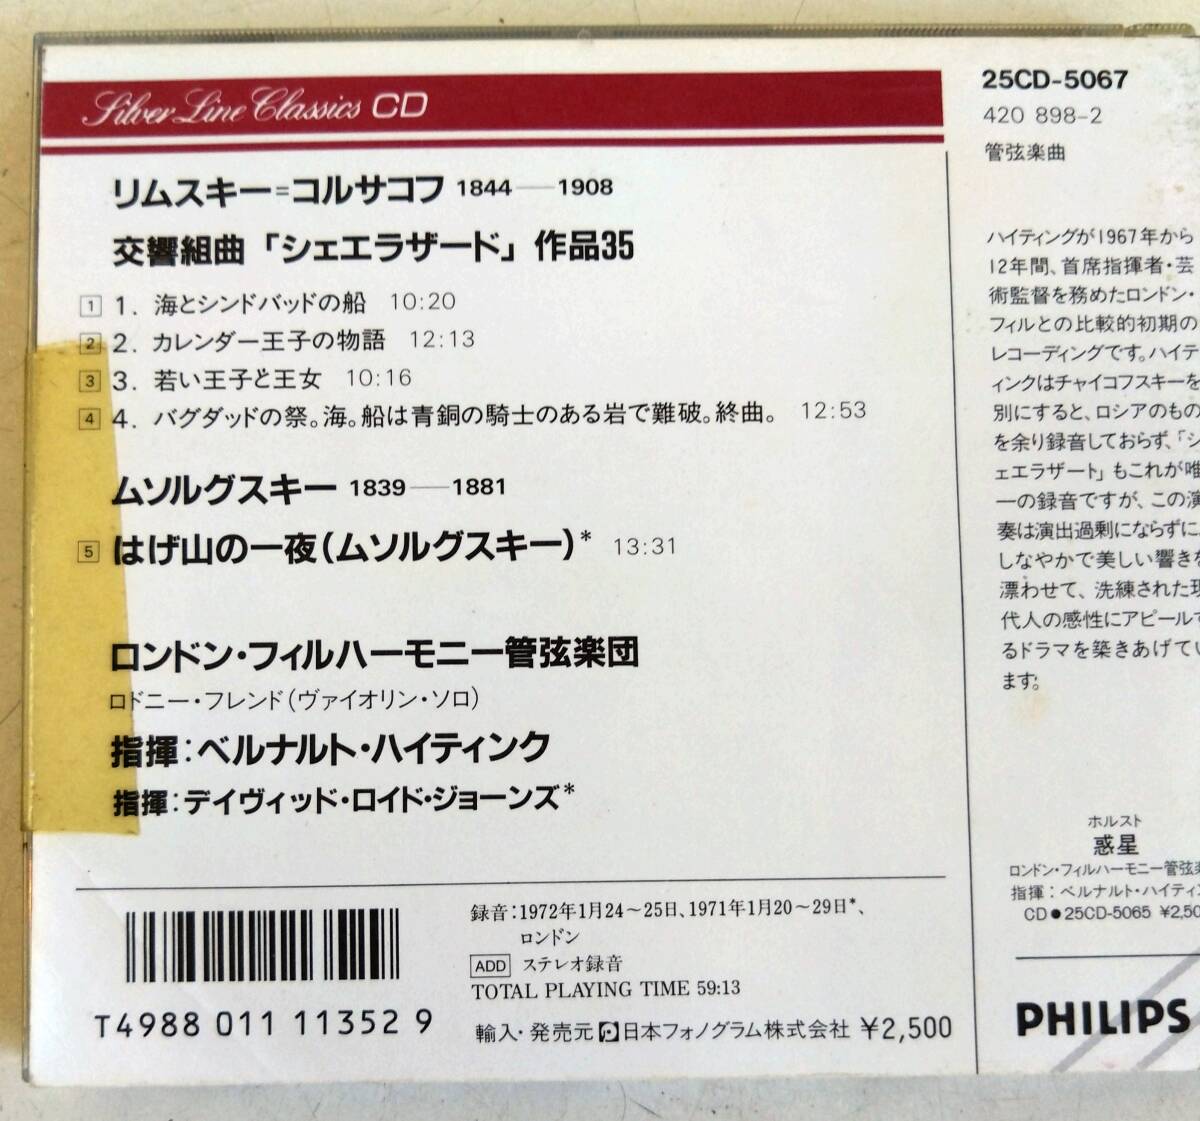 Silver Line Classics CD
リムスキー=コルサコフ 1844―1908
交響組曲「シェエラザード」作品35
1 1. 海とシンドバッドの船 10:20
2 2. カレンダー王子の物語 12:13
3 3. 若い王子と王女 10:16
4 4. バグダッドの祭。海。船は青銅の騎士のある岩で難破。終曲。 12:53
ムソルグスキー 1839―1881
5 はげ山の一夜(ムソルグスキー)* 13:31
ロンドン・フィルハーモニー管弦楽団
ロドニー・フレンド(ヴァイオリン・ソロ)
指揮:ベルナルト・ハイティンク
指揮:デイヴィッド・ロイド・ジョーンズ*
録音:1972年1月24～25日、1971年1月20～29日*、
ロンドン
ADD ステレオ録音
TOTAL PLAYING TIME 59:13
輸入・発売元 日本フォノグラム株式会社 ¥2,500
T4988 011 11352 9
25CD-5067
420 898-2
管弦楽曲
ハイティングが1967年から
12年間、首席指揮者・芸
術監督を務めたロンドン・
フィルとの比較的初期の
レコーディングです。ハイテ
ィンクはチャイコフスキーを
別にすると、ロシアのもの
を余り録音しておらず、「シ
ェエラザート」もこれが唯
一の録音ですが、この演
奏は演出過剰にならずに、
しなやかで美しい響きを
漂わせて、洗練された現
代人の感性にアピールす
るドラマを築きあげてい
ます。
ホルスト
惑星
ロンドン・フィルハーモニー管弦楽
指揮:ベルナルト・ハイティン
CD●25CD-5065 ¥2,50
PHILIPS